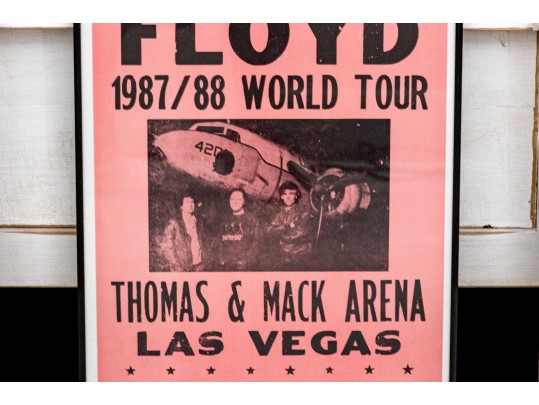 FLOYD
1987/88 WORLD TOUR
420
THOMAS & MACK ARENA
LAS VEGAS